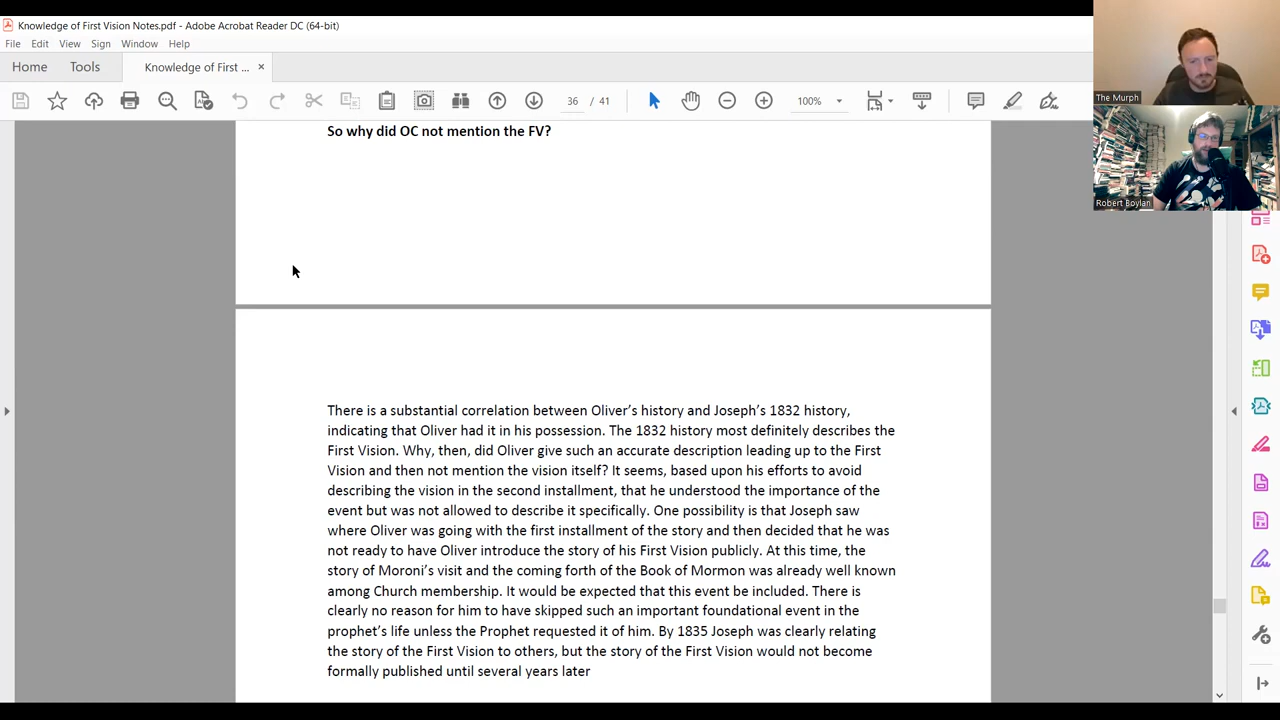 Knowledge of First Vision Notes.pdf - Adobe Acrobat Reader DC (64-bit)
File Edit View Sign Window Help
Home Tools Knowledge of First ... ×
36 / 41 100%
The Murph
Robert Boylan
So why did OC not mention the FV?
There is a substantial correlation between Oliver’s history and Joseph’s 1832 history,
indicating that Oliver had it in his possession. The 1832 history most definitely describes the
First Vision. Why, then, did Oliver give such an accurate description leading up to the First
Vision and then not mention the vision itself? It seems, based upon his efforts to avoid
describing the vision in the second installment, that he understood the importance of the
event but was not allowed to describe it specifically. One possibility is that Joseph saw
where Oliver was going with the first installment of the story and then decided that he was
not ready to have Oliver introduce the story of his First Vision publicly. At this time, the
story of Moroni’s visit and the coming forth of the Book of Mormon was already well known
among Church membership. It would be expected that this event be included. There is
clearly no reason for him to have skipped such an important foundational event in the
prophet’s life unless the Prophet requested it of him. By 1835 Joseph was clearly relating
the story of the First Vision to others, but the story of the First Vision would not become
formally published until several years later